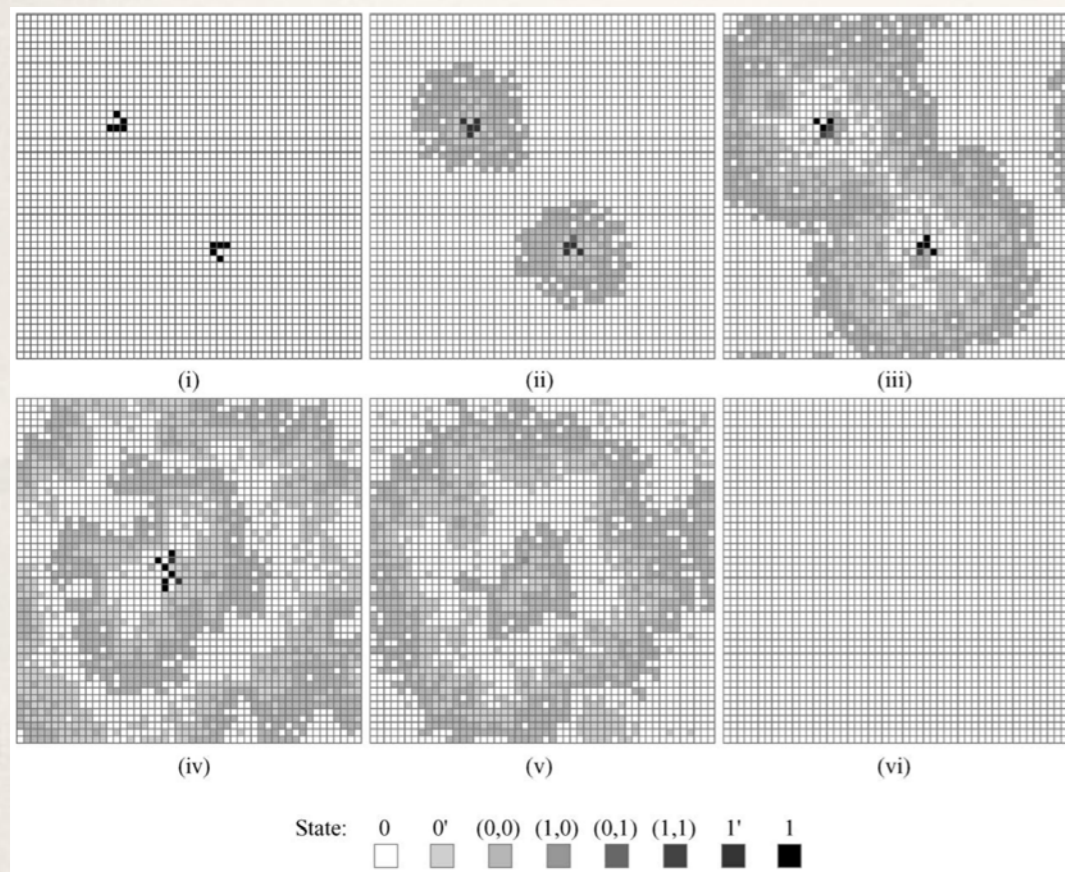 (i) (ii) (iii)
(iv) (v) (vi)
State: 0 0' (0,0) (1,0) (0,1) (1,1) 1' 1